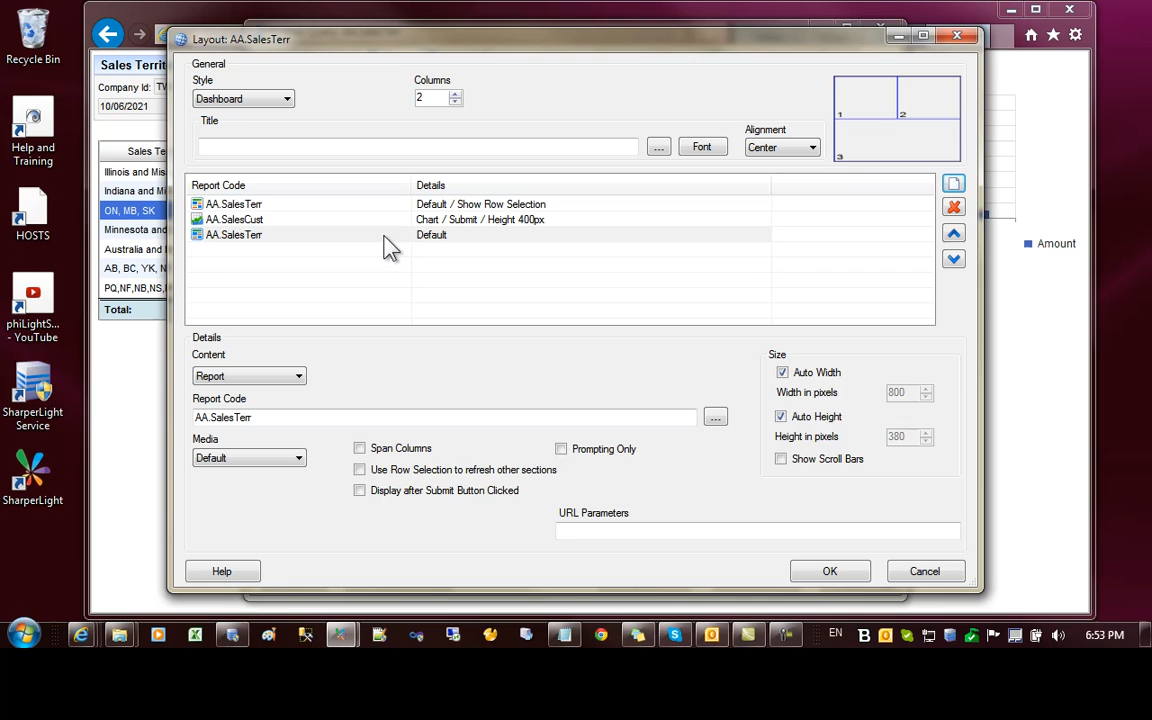 Recycle Bin
Help and
Training
HOSTS
phiLightS...
- YouTube
SharperLight
Service
SharperLight
Sales Territ
Company Id: TW
10/06/2021
Sales Te
Illinois and Mis
Indiana and Mi
ON, MB, SK
Minnesota and
Australia and
AB, BC, YK, N
PQ,NF,NB,NS,
Total:
Amount
Layout: AA.SalesTerr
General
Style
Dashboard
Columns
2
Title
...
Font
Alignment
Center
1
2
3
Report Code
Details
AA.SalesTerr
Default / Show Row Selection
AA.SalesCust
Chart / Submit / Height 400px
AA.SalesTerr
Default
Details
Content
Report
Report Code
AA.SalesTerr
...
Media
Default
Span Columns
Prompting Only
Use Row Selection to refresh other sections
Display after Submit Button Clicked
URL Parameters
Size
Auto Width
Width in pixels
800
Auto Height
Height in pixels
380
Show Scroll Bars
Help
OK
Cancel
EN
6:53 PM